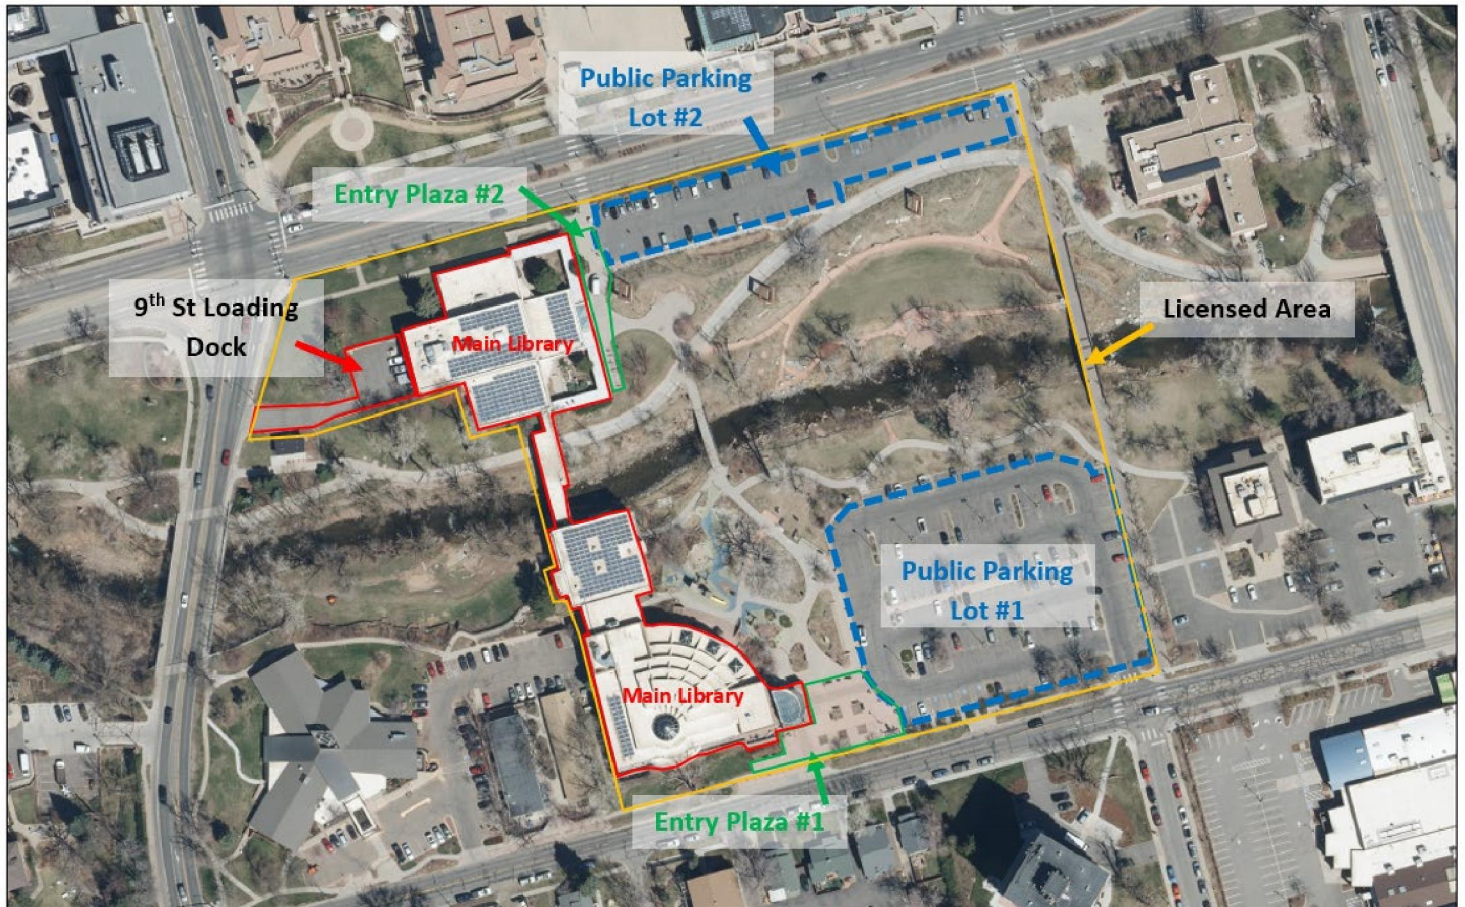 Public Parking
Lot #2
Entry Plaza #2
9th St Loading
Dock
Main Library
Licensed Area
Public Parking
Lot #1
Main Library
Entry Plaza #1